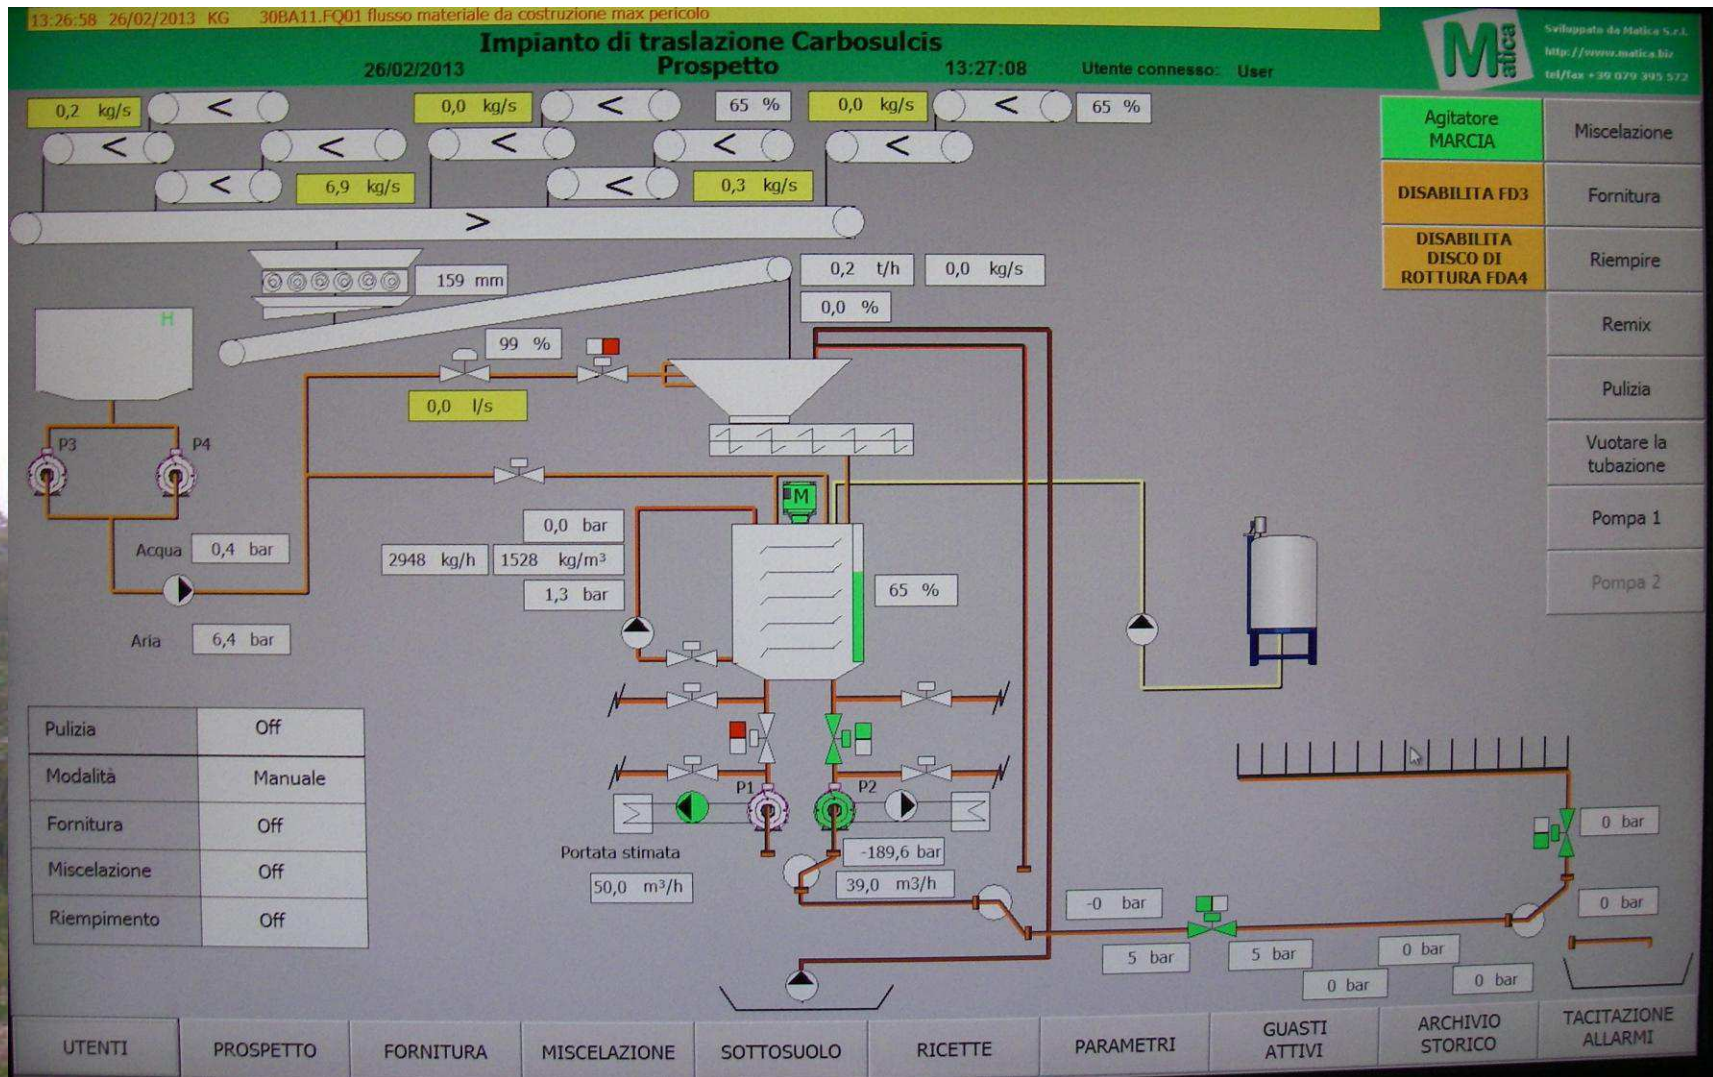 13:26:58 26/02/2013 KG 30BA11.FQ01 flusso materiale da costruzione max pericolo
Impianto di traslazione Carbosulcis
26/02/2013 Prospetto 13:27:08 Utente connesso: User
Matica
Sviluppato da Matica S.r.l.
http://www.matica.biz
tel/fax +39 079 395 572
0,2 kg/s
<
0,0 kg/s
<
65 %
0,0 kg/s
<
65 %
<
<
<
<
<
<
6,9 kg/s
<
0,3 kg/s
>
159 mm
0,2 t/h
0,0 kg/s
0,0 %
H
99 %
0,0 l/s
P3
P4
M
Acqua
0,4 bar
0,0 bar
2948 kg/h
1528 kg/m³
1,3 bar
65 %
Aria
6,4 bar
Agitatore
MARCIA
DISABILITA FD3
DISABILITA
DISCO DI
ROTTURA FDA4
Miscelazione
Fornitura
Riempire
Remix
Pulizia
Vuotare la
tubazione
Pompa 1
Pompa 2
Pulizia Off
Modalità Manuale
Fornitura Off
Miscelazione Off
Riempimento Off
P1
P2
Portata stimata
50,0 m³/h
-189,6 bar
39,0 m3/h
-0 bar
5 bar
5 bar
0 bar
0 bar
0 bar
0 bar
0 bar
UTENTI
PROSPETTO
FORNITURA
MISCELAZIONE
SOTTOSUOLO
RICETTE
PARAMETRI
GUASTI
ATTIVI
ARCHIVIO
STORICO
TACITAZIONE
ALLARMI